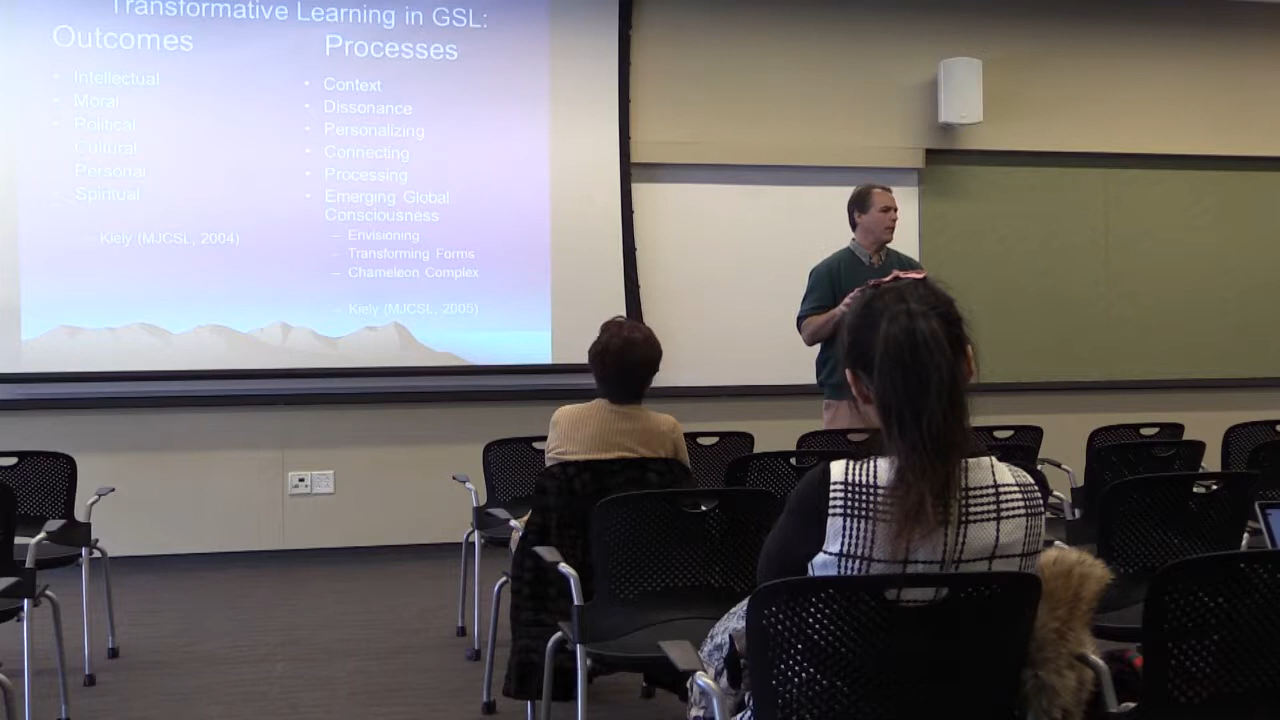 Transformative Learning in GSL:
Outcomes
• Intellectual
• Moral
• Political
Cultural
Personal
Spiritual
– Kiely (MJCSL, 2004)
Processes
• Context
• Dissonance
• Personalizing
• Connecting
• Processing
• Emerging Global
Consciousness
– Envisioning
– Transforming Forms
– Chameleon Complex
– Kiely (MJCSL, 2005)